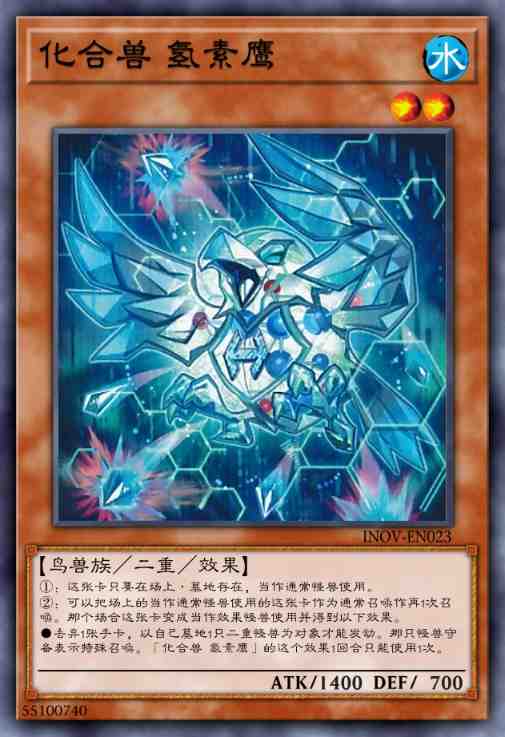 化合兽 氢素鹰
水
INOV-EN023
【鸟兽族／二重／效果】
①：这张卡只要在场上·墓地存在，当作通常怪兽使用。
②：可以把场上的当作通常怪兽使用的这张卡作为通常召唤作再1次召
唤。那个场合这张卡变成当作效果怪兽使用并得到以下效果。
●丢弃1张手卡，以自己墓地1只二重怪兽为对象才能发动。那只怪兽守
备表示特殊召唤。「化合兽 氢素鹰」的这个效果1回合只能使用1次。
ATK/1400 DEF/ 700
55100740